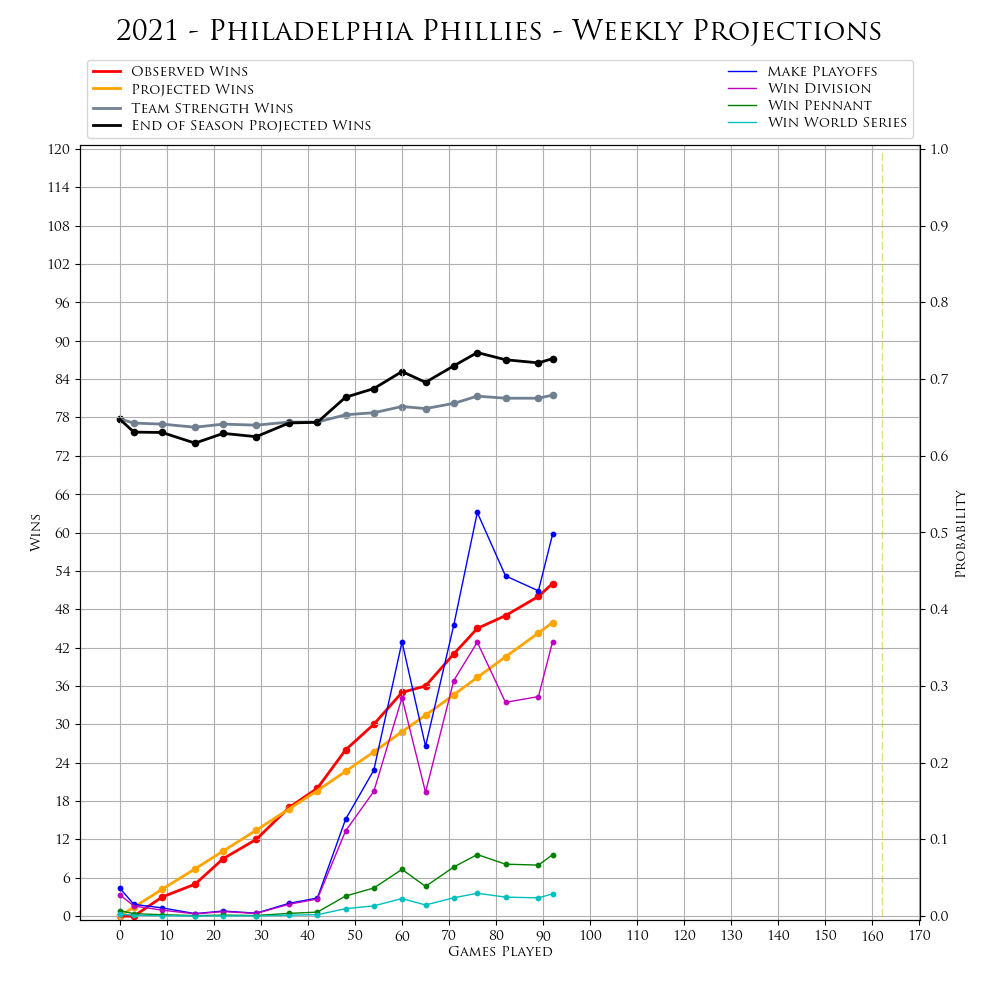 2021 - Philadelphia Phillies - Weekly Projections
Observed Wins
Projected Wins
Team Strength Wins
End of Season Projected Wins
Make Playoffs
Win Division
Win Pennant
Win World Series
120
114
108
102
96
90
84
78
72
66
60
54
48
42
36
30
24
18
12
6
0
Wins
1.0
0.9
0.8
0.7
0.6
0.5
0.4
0.3
0.2
0.1
0.0
Probability
0 10 20 30 40 50 60 70 80 90 100 110 120 130 140 150 160 170
Games Played